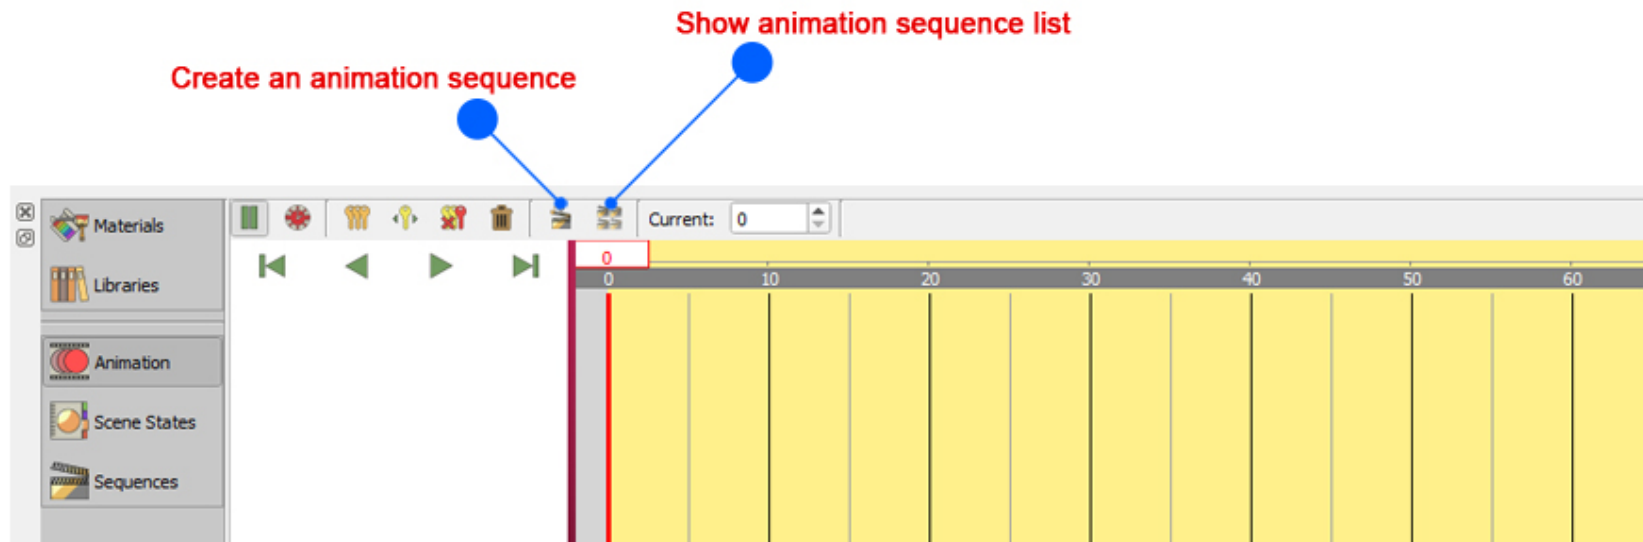 Show animation sequence list
Create an animation sequence
Materials
Current: 0
Libraries
0
0 10 20 30 40 50 60
Animation
Scene States
Sequences